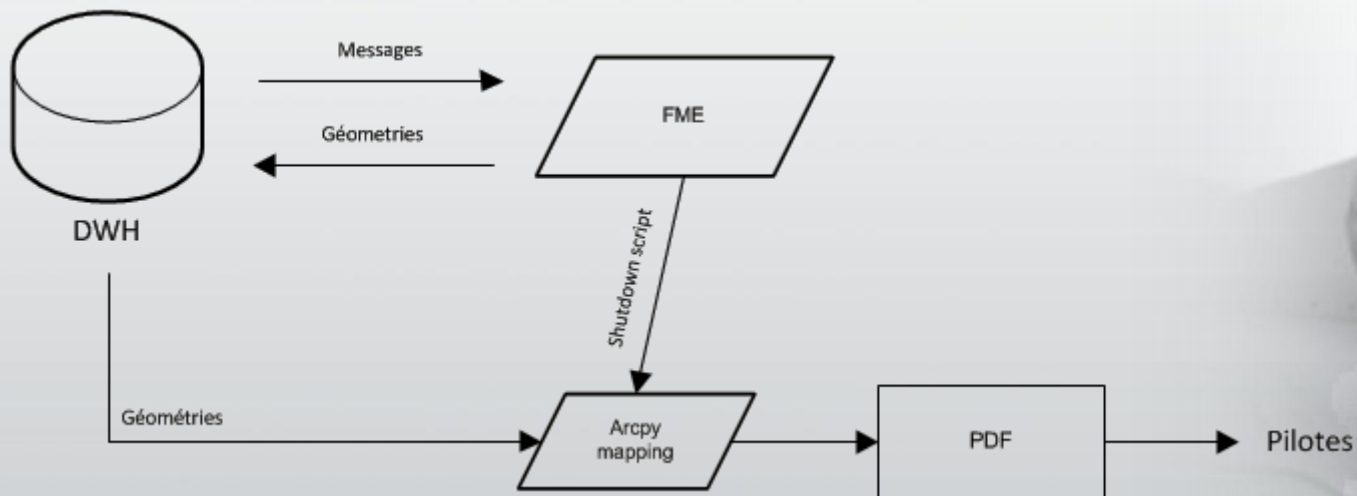 Messages
FME
Géometries
DWH
Shutdown script
Géométries
Arcpy
mapping
PDF
Pilotes